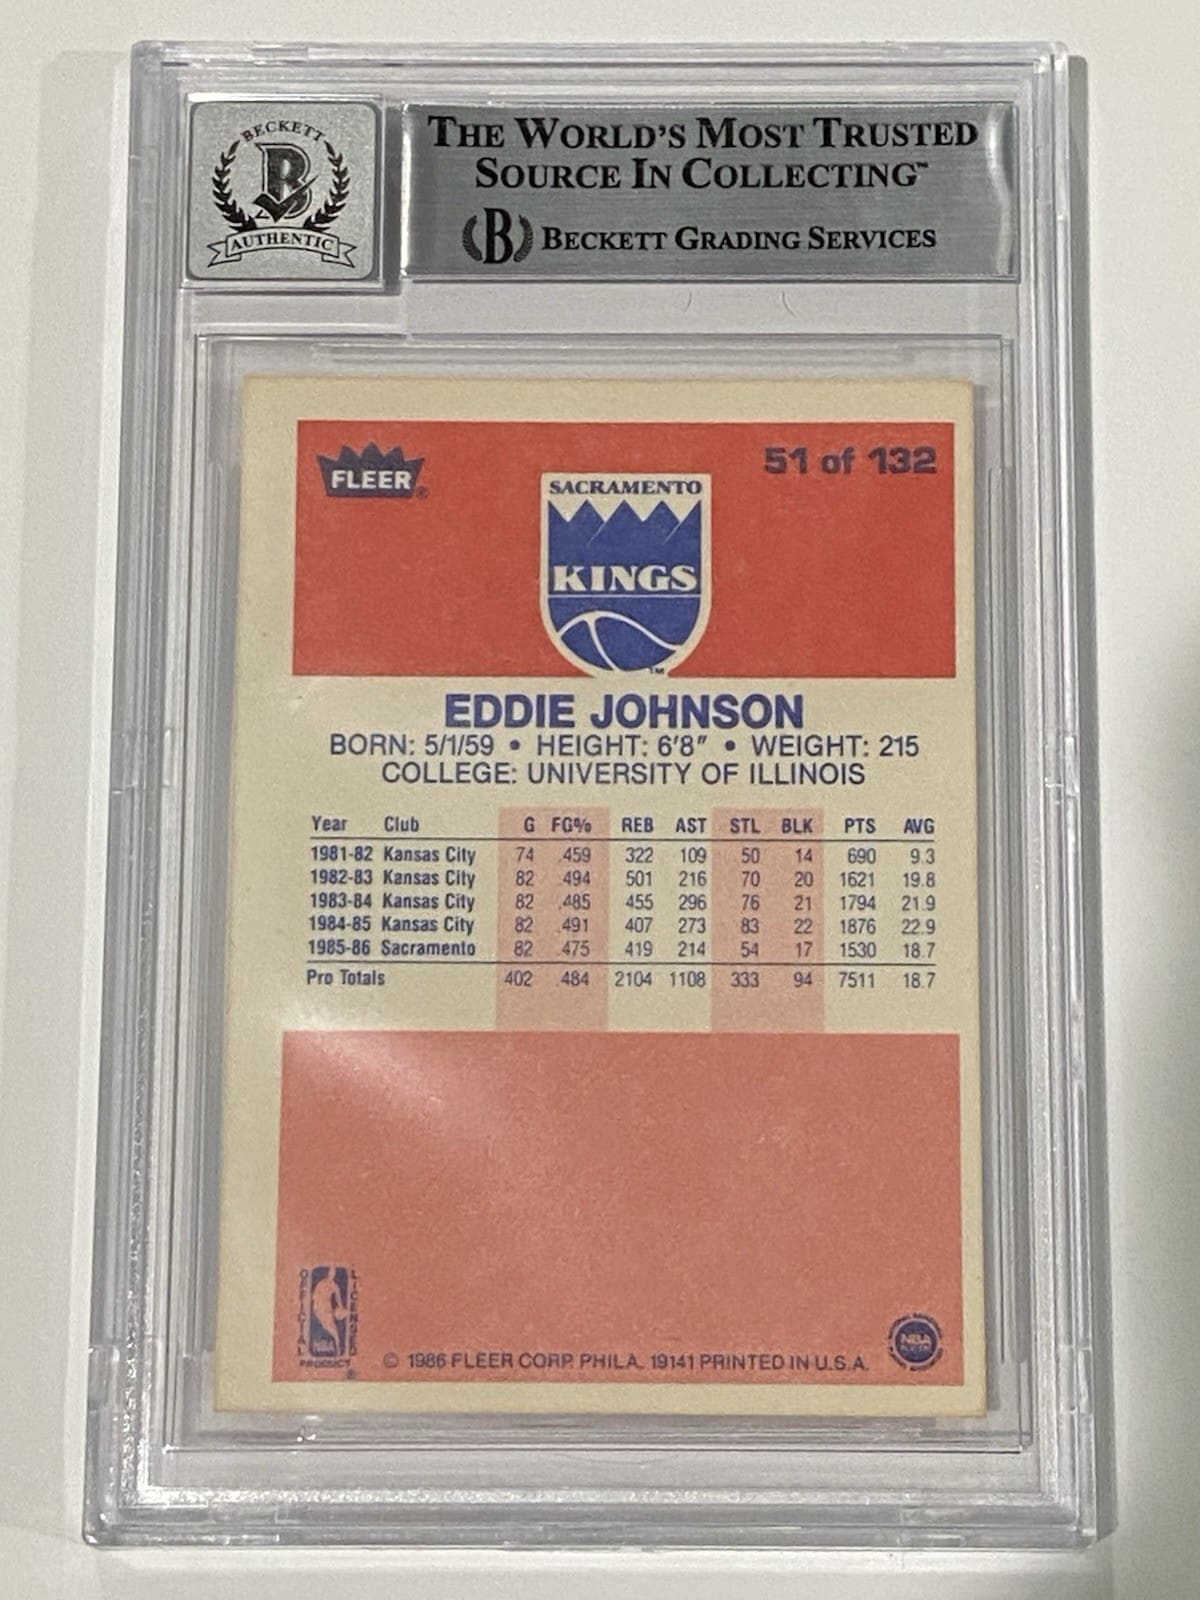 BECKETT
B
AUTHENTIC
THE WORLD'S MOST TRUSTED
SOURCE IN COLLECTING™
B BECKETT GRADING SERVICES
FLEER®
51 of 132
SACRAMENTO
KINGS
™
EDDIE JOHNSON
BORN: 5/1/59 • HEIGHT: 6'8" • WEIGHT: 215
COLLEGE: UNIVERSITY OF ILLINOIS
Year Club G FG% REB AST STL BLK PTS AVG
1981-82 Kansas City 74 .459 322 109 50 14 690 9.3
1982-83 Kansas City 82 .494 501 216 70 20 1621 19.8
1983-84 Kansas City 82 .485 455 296 76 21 1794 21.9
1984-85 Kansas City 82 .491 407 273 83 22 1876 22.9
1985-86 Sacramento 82 .475 419 214 54 17 1530 18.7
Pro Totals 402 .484 2104 1108 333 94 7511 18.7
OFFICIAL
LICENSED
NBA
PRODUCT
®
© 1986 FLEER CORP. PHILA. 19141 PRINTED IN U.S.A.
NBA